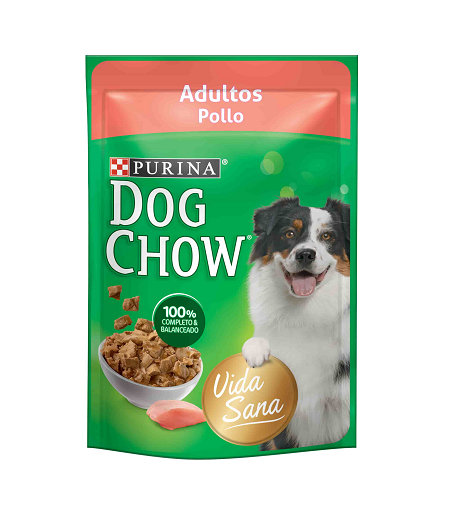 Adultos
Pollo
PURINA®
DOG
CHOW®
100%
COMPLETO &
BALANCEADO
Vida
Sana